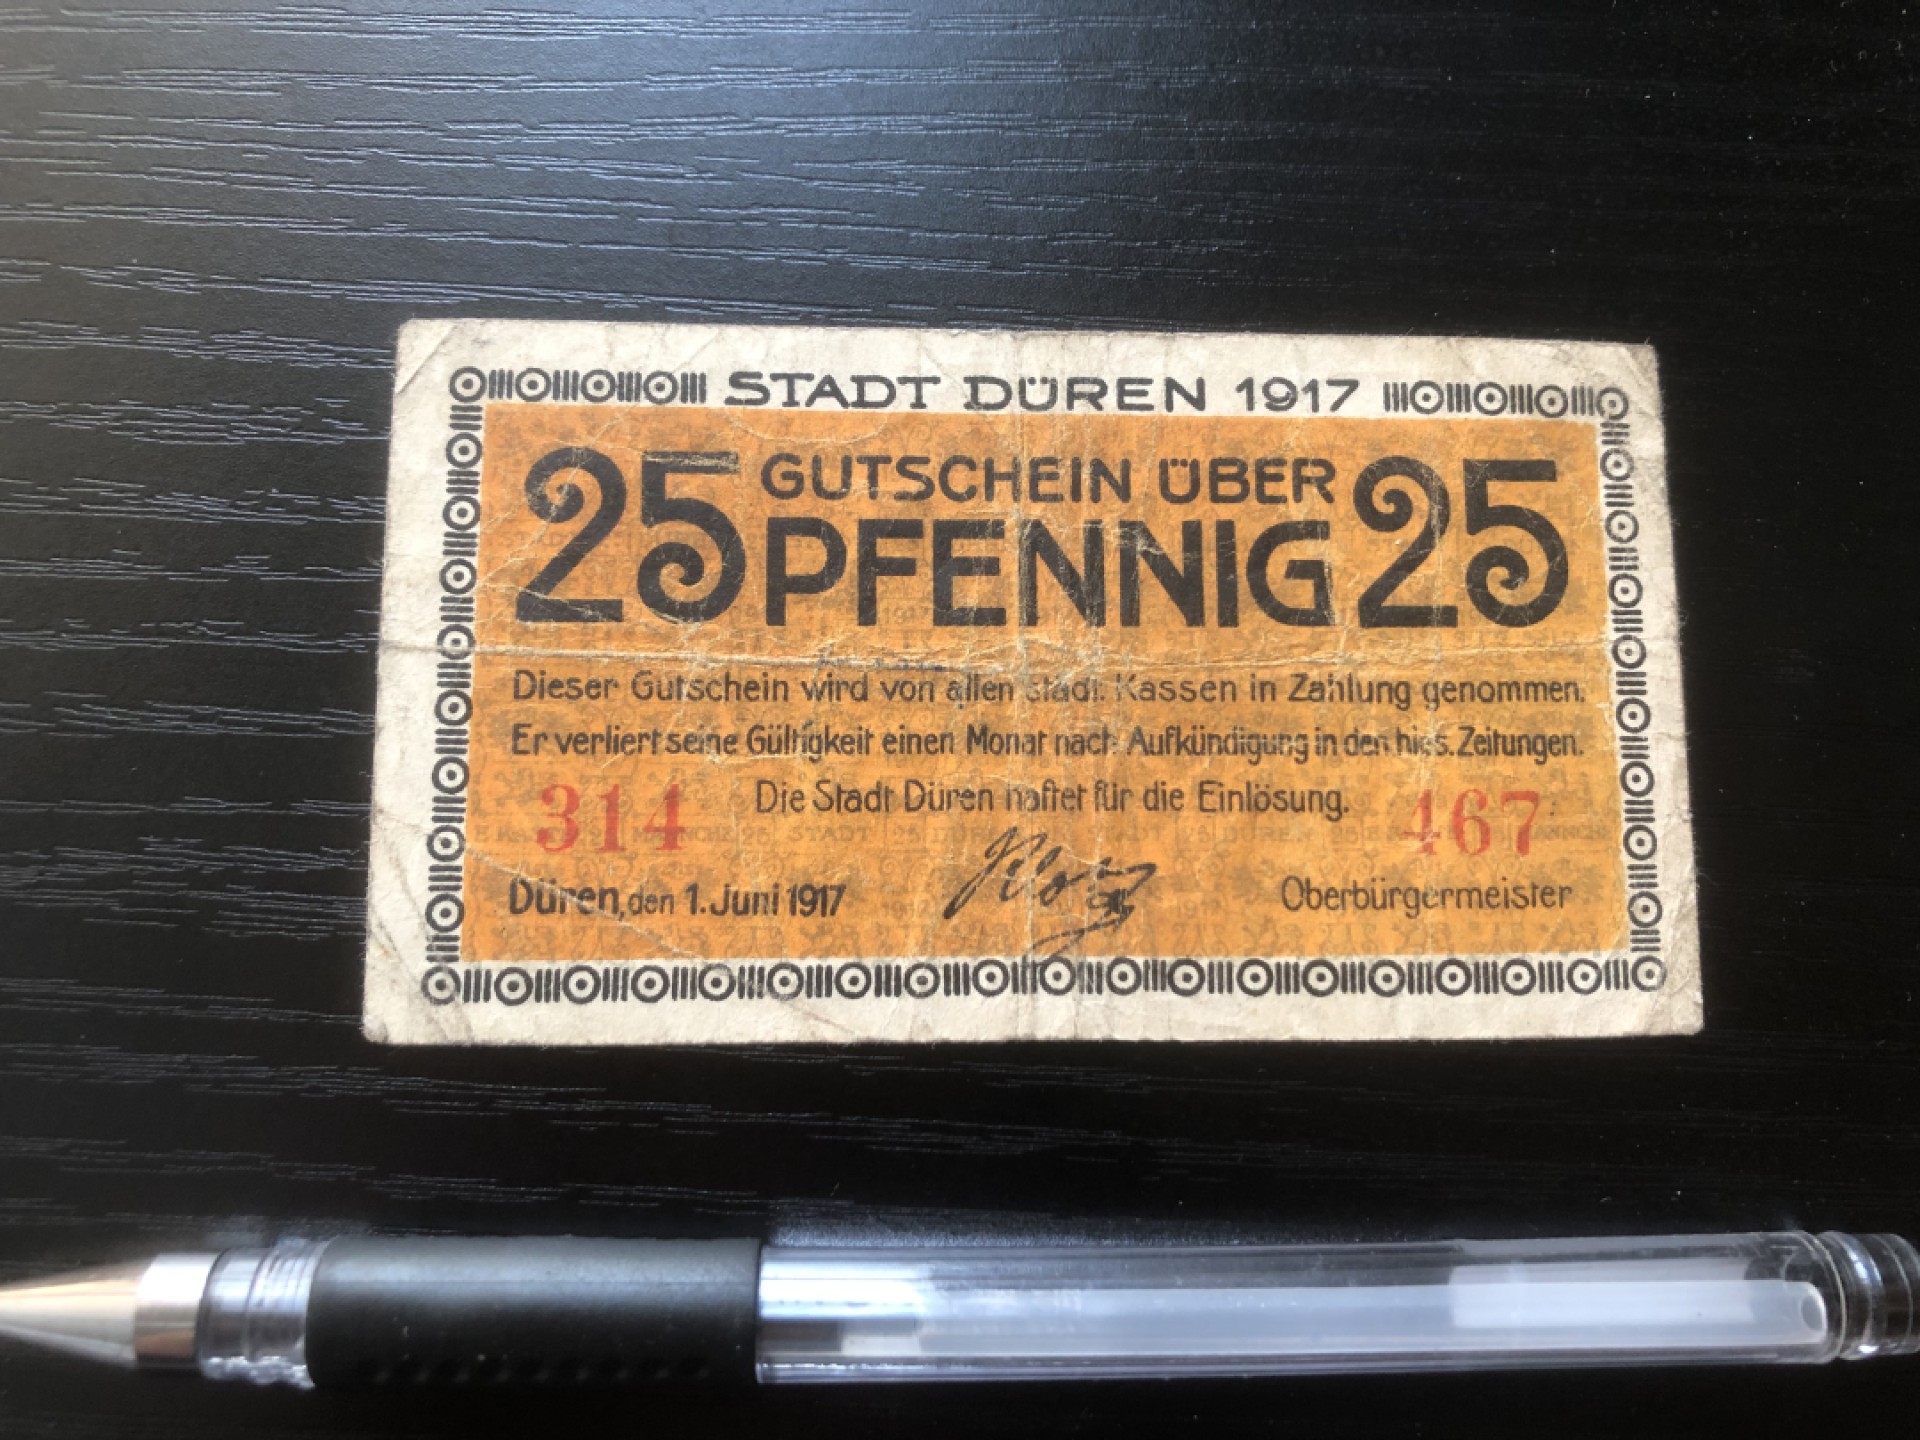 STADT DÜREN 1917
25 GUTSCHEIN ÜBER 25
PFENNIG
Dieser Gutschein wird von allen städt. Kassen in Zahlung genommen.
Er verliert seine Gültigkeit einen Monat nach Aufkündigung in den hies. Zeitungen.
Die Stadt Düren haftet für die Einlösung.
314 467
Düren, den 1. Juni 1917 Oberbürgermeister